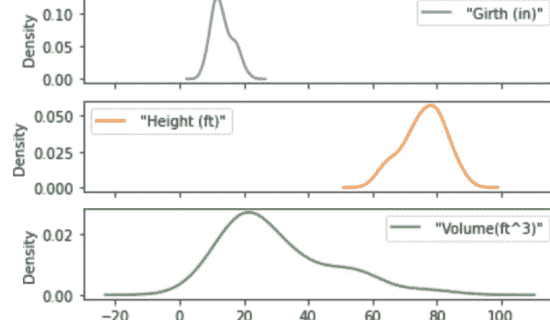 0.10
0.05
0.00
Density
"Girth (in)"
0.050
0.025
0.000
Density
"Height (ft)"
0.02
0.00
Density
"Volume(ft^3)"
−20 0 20 40 60 80 100